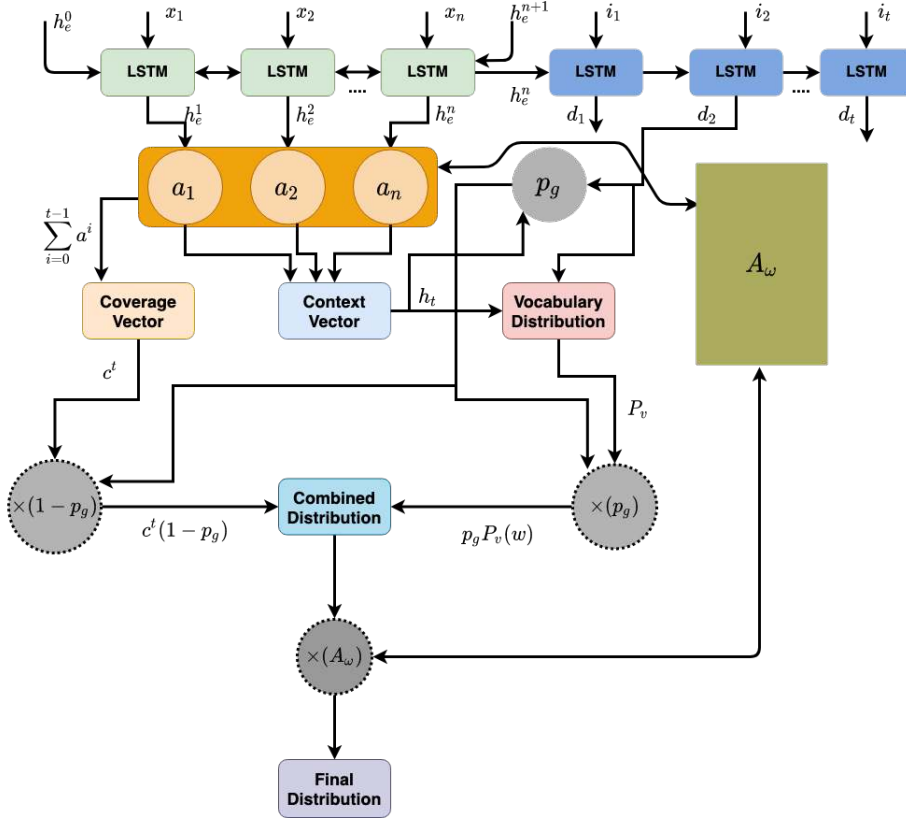 h_e^0 x_1 x_2 x_n h_e^{n+1} i_1 i_2 i_t
LSTM LSTM .... LSTM LSTM LSTM .... LSTM
h_e^1 h_e^2 h_e^n h_e^n d_1 d_2 d_t
a_1 a_2 a_n p_g
\sum_{i=0}^{t-1} a^i
A_ω
Coverage
Vector
Context
Vector
h_t
Vocabulary
Distribution
c^t
P_v
×(1 − p_g)
Combined
Distribution
×(p_g)
c^t(1 − p_g)
p_g P_v(w)
×(A_ω)
Final
Distribution